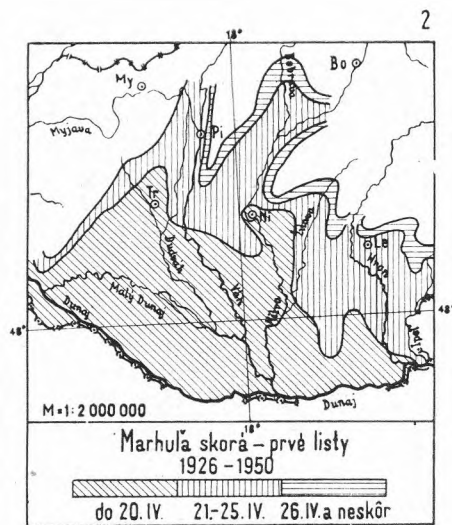 2
18°
My
Bo
Nitrica
Myjava
Pi
Tr
Ni
Žitava
Le
Dudváh
Váh
Nitra
Hron
Malý Dunaj
Dunaj
Ipeľ
48°
48°
Dunaj
M=1:2 000 000
18°
Marhuľa skorá – prvé listy
1926 – 1950
do 20. IV. 21.-25. IV. 26. IV. a neskôr